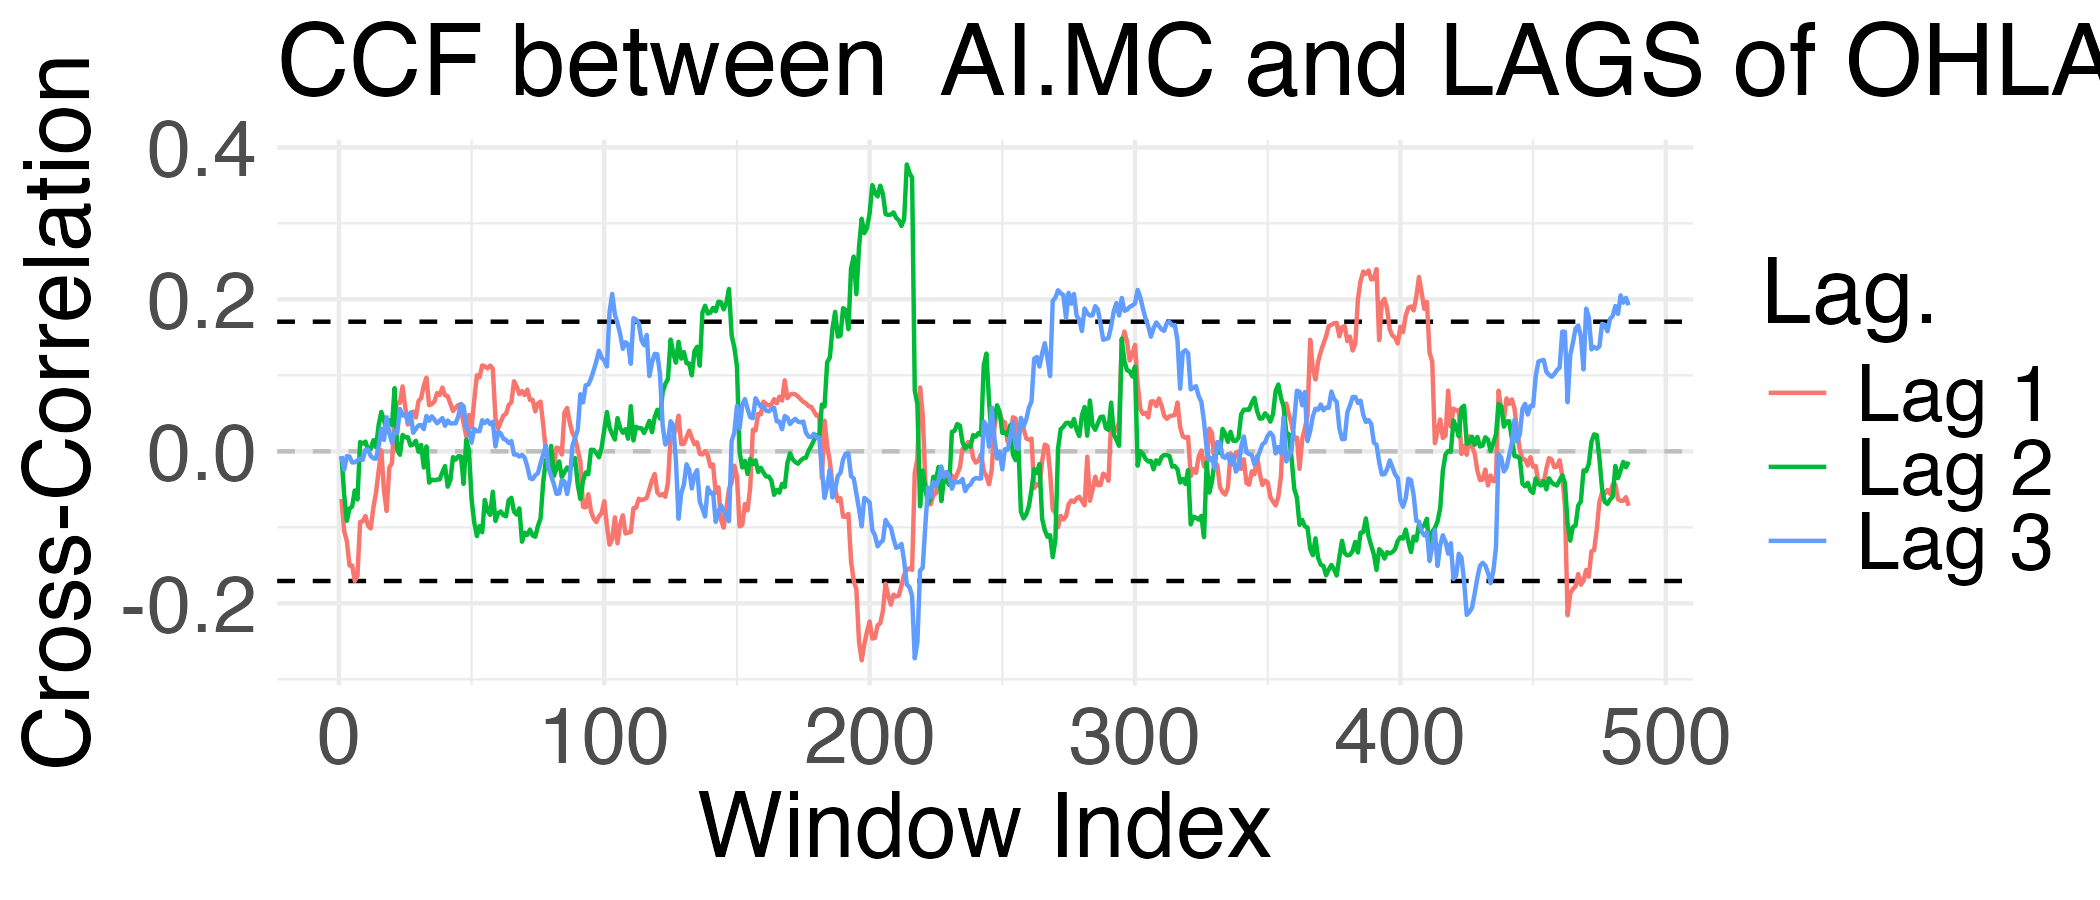 CCF between  AI.MC and LAGS of OHLA
Cross-Correlation
0.4
0.2
0.0
-0.2
0
100
200
300
400
500
Window Index
Lag.
Lag 1
Lag 2
Lag 3